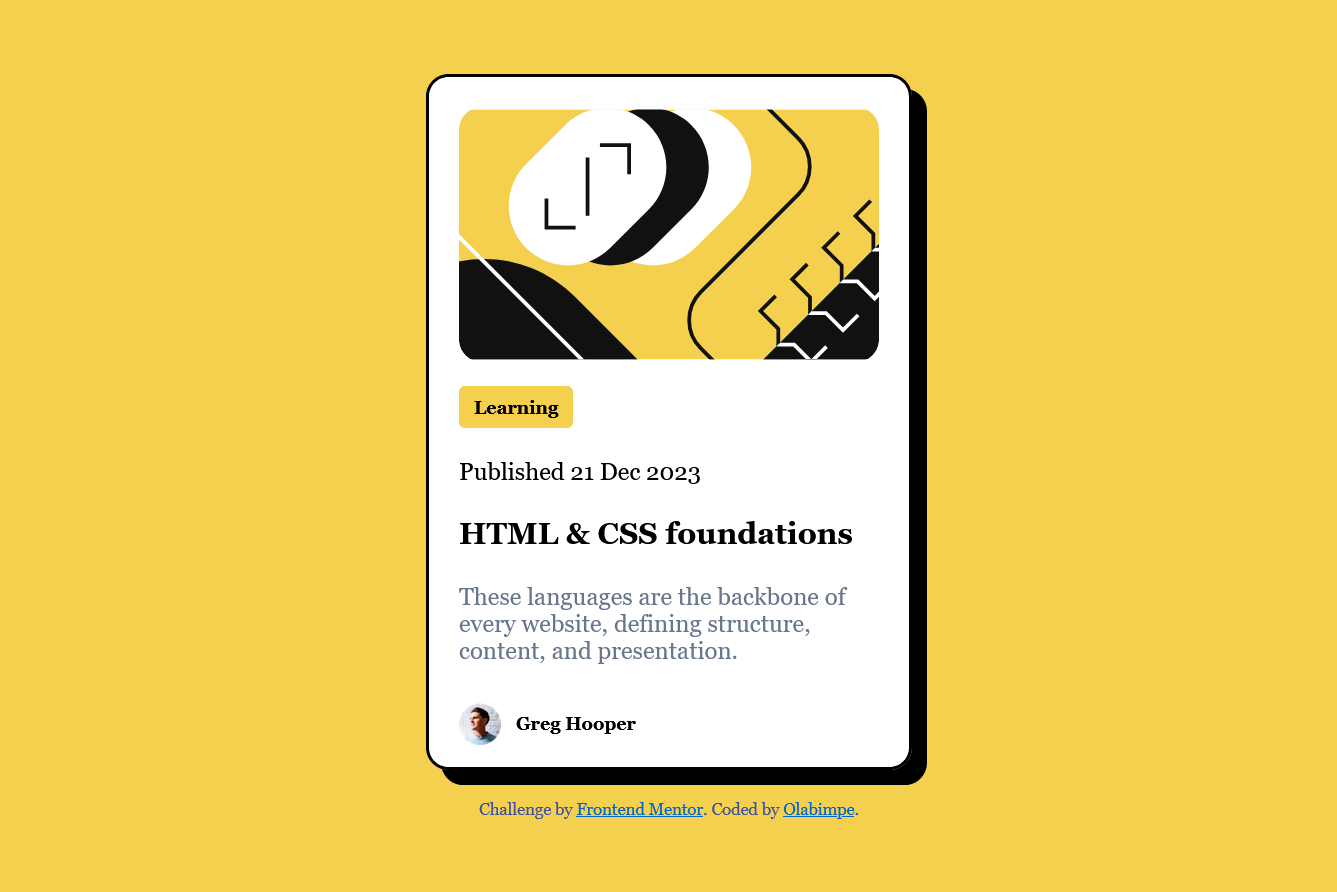 Learning
Published 21 Dec 2023
HTML & CSS foundations
These languages are the backbone of
every website, defining structure,
content, and presentation.
Greg Hooper
Challenge by Frontend Mentor. Coded by Olabimpe.